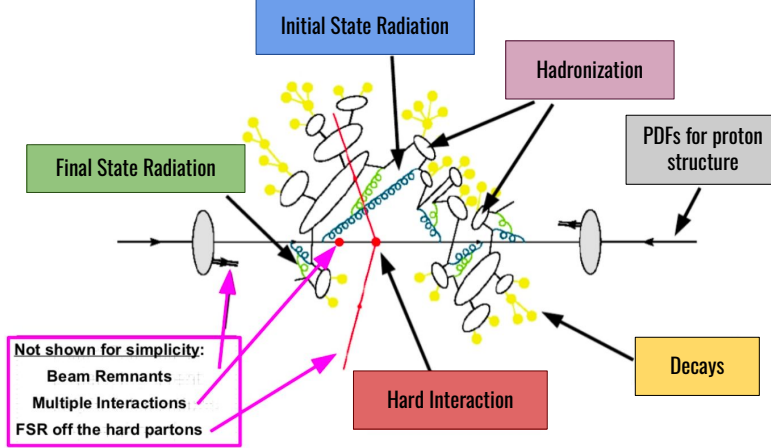 Initial State Radiation
Hadronization
PDFs for proton
structure
Final State Radiation
Not shown for simplicity:
Beam Remnants
Multiple Interactions
FSR off the hard partons
Hard Interaction
Decays